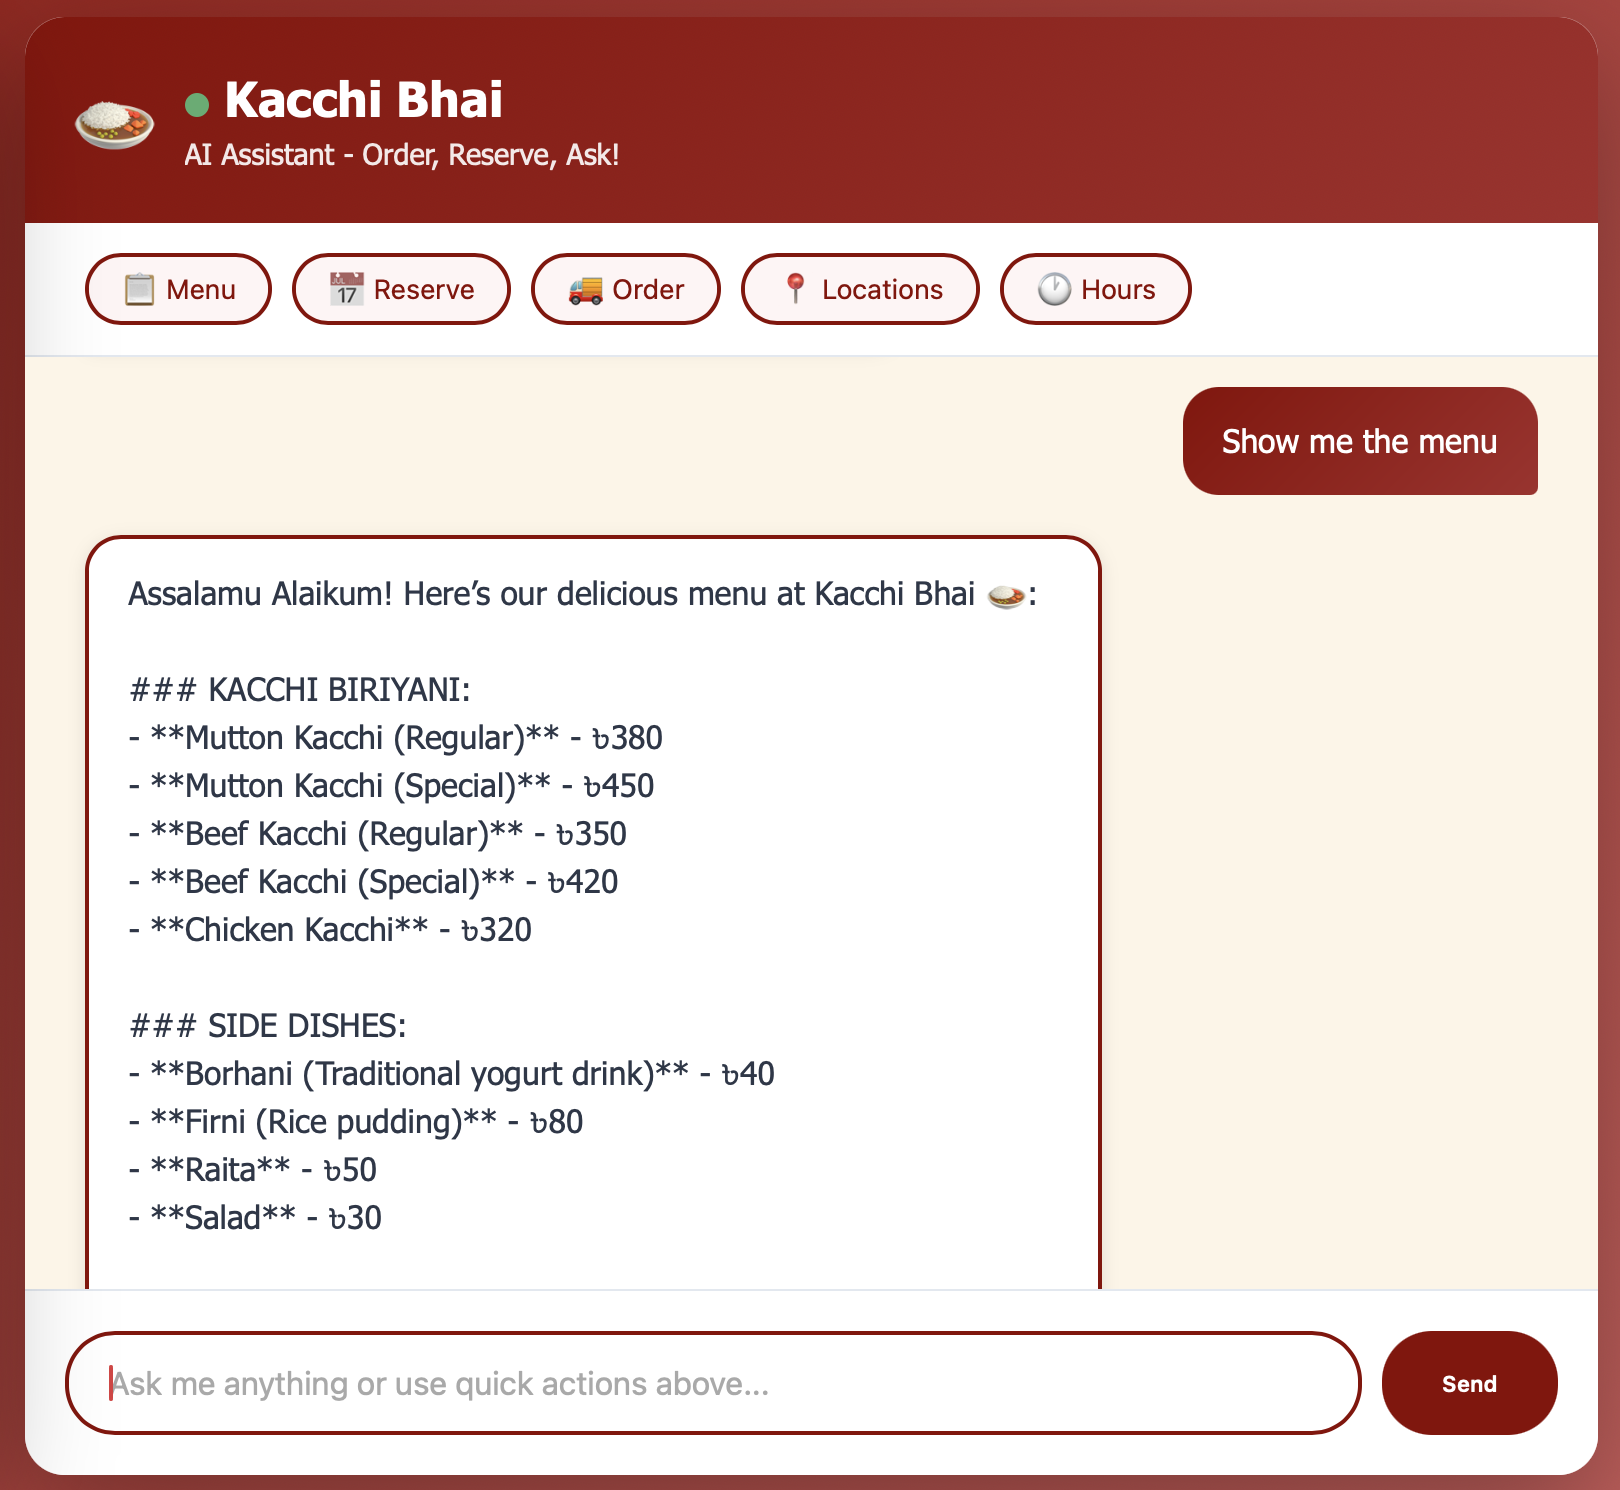 Kacchi Bhai
AI Assistant - Order, Reserve, Ask!
Menu
JUL 17 Reserve
Order
Locations
Hours
Show me the menu
Assalamu Alaikum! Here’s our delicious menu at Kacchi Bhai 🍛:
### KACCHI BIRIYANI:
- **Mutton Kacchi (Regular)** - ৳380
- **Mutton Kacchi (Special)** - ৳450
- **Beef Kacchi (Regular)** - ৳350
- **Beef Kacchi (Special)** - ৳420
- **Chicken Kacchi** - ৳320
### SIDE DISHES:
- **Borhani (Traditional yogurt drink)** - ৳40
- **Firni (Rice pudding)** - ৳80
- **Raita** - ৳50
- **Salad** - ৳30
Ask me anything or use quick actions above...
Send